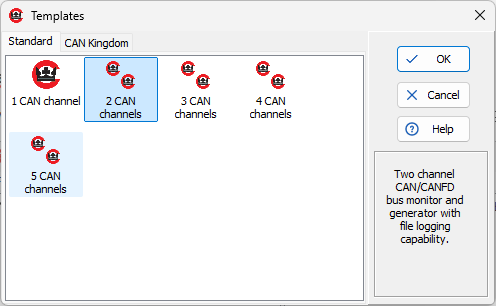 Templates
Standard
CAN Kingdom
1 CAN channel
2 CAN
channels
3 CAN
channels
4 CAN
channels
5 CAN
channels
OK
Cancel
Help
Two channel
CAN/CANFD
bus monitor and
generator with
file logging
capability.